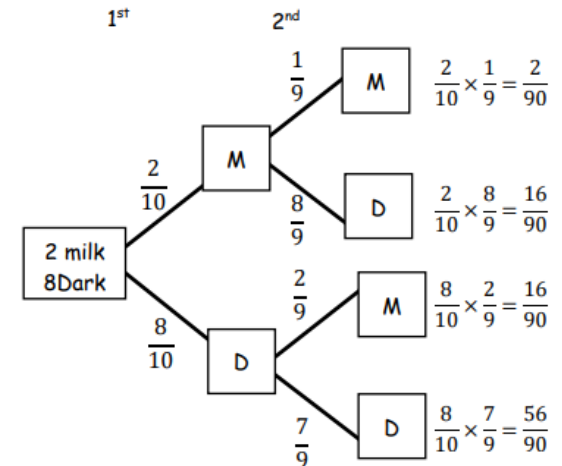 1st 2nd
1/9
M 2/10 × 1/9 = 2/90
M
2/10
8/9
D 2/10 × 8/9 = 16/90
2 milk
8Dark
2/9
M 8/10 × 2/9 = 16/90
8/10
D
7/9
D 8/10 × 7/9 = 56/90